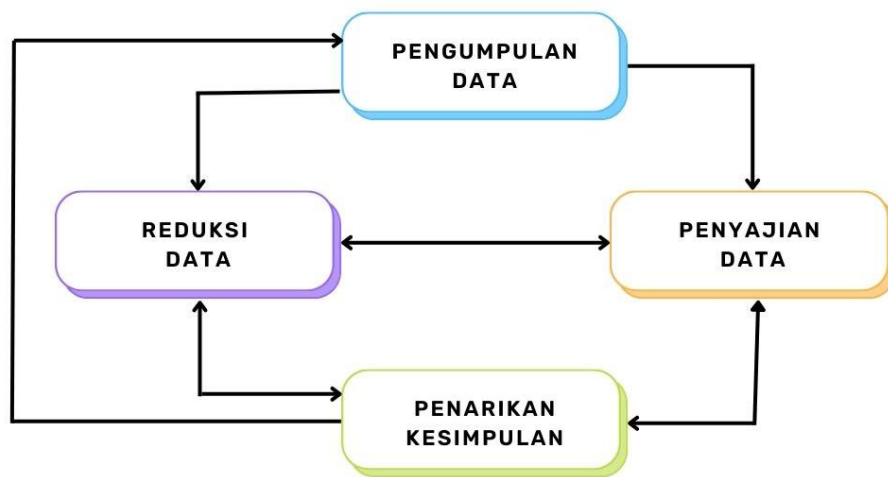 PENGUMPULAN
DATA
REDUKSI
DATA
PENYAJIAN
DATA
PENARIKAN
KESIMPULAN